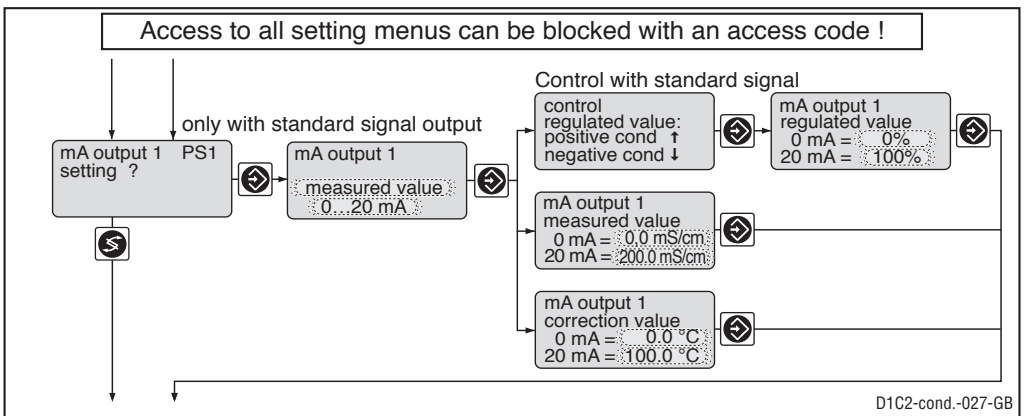 Access to all setting menus can be blocked with an access code !
Control with standard signal
only with standard signal output
mA output 1 PS1
setting ?
mA output 1
measured value
0...20 mA
control
regulated value:
positive cond ↑
negative cond ↓
mA output 1
regulated value
0 mA = 0%
20 mA = 100%
mA output 1
measured value
0 mA = 0.0 mS/cm
20 mA = 200.0 mS/cm
mA output 1
correction value
0 mA = 0.0 °C
20 mA = 100.0 °C
D1C2-cond.-027-GB